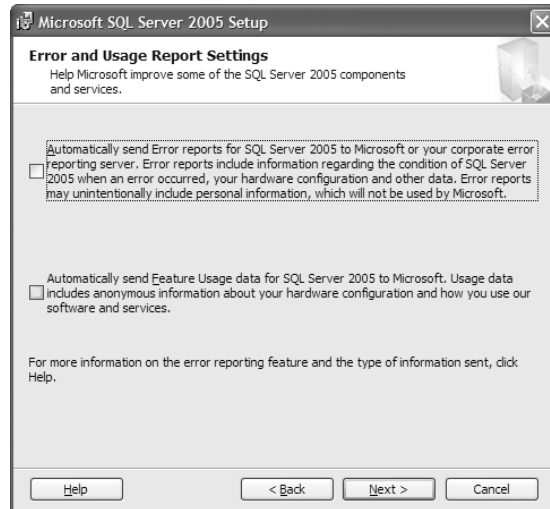 Microsoft SQL Server 2005 Setup
Error and Usage Report Settings
Help Microsoft improve some of the SQL Server 2005 components
and services.
Automatically send Error reports for SQL Server 2005 to Microsoft or your corporate error
reporting server. Error reports include information regarding the condition of SQL Server
2005 when an error occurred, your hardware configuration and other data. Error reports
may unintentionally include personal information, which will not be used by Microsoft.
Automatically send Feature Usage data for SQL Server 2005 to Microsoft. Usage data
includes anonymous information about your hardware configuration and how you use our
software and services.
For more information on the error reporting feature and the type of information sent, click
Help.
Help
< Back
Next >
Cancel